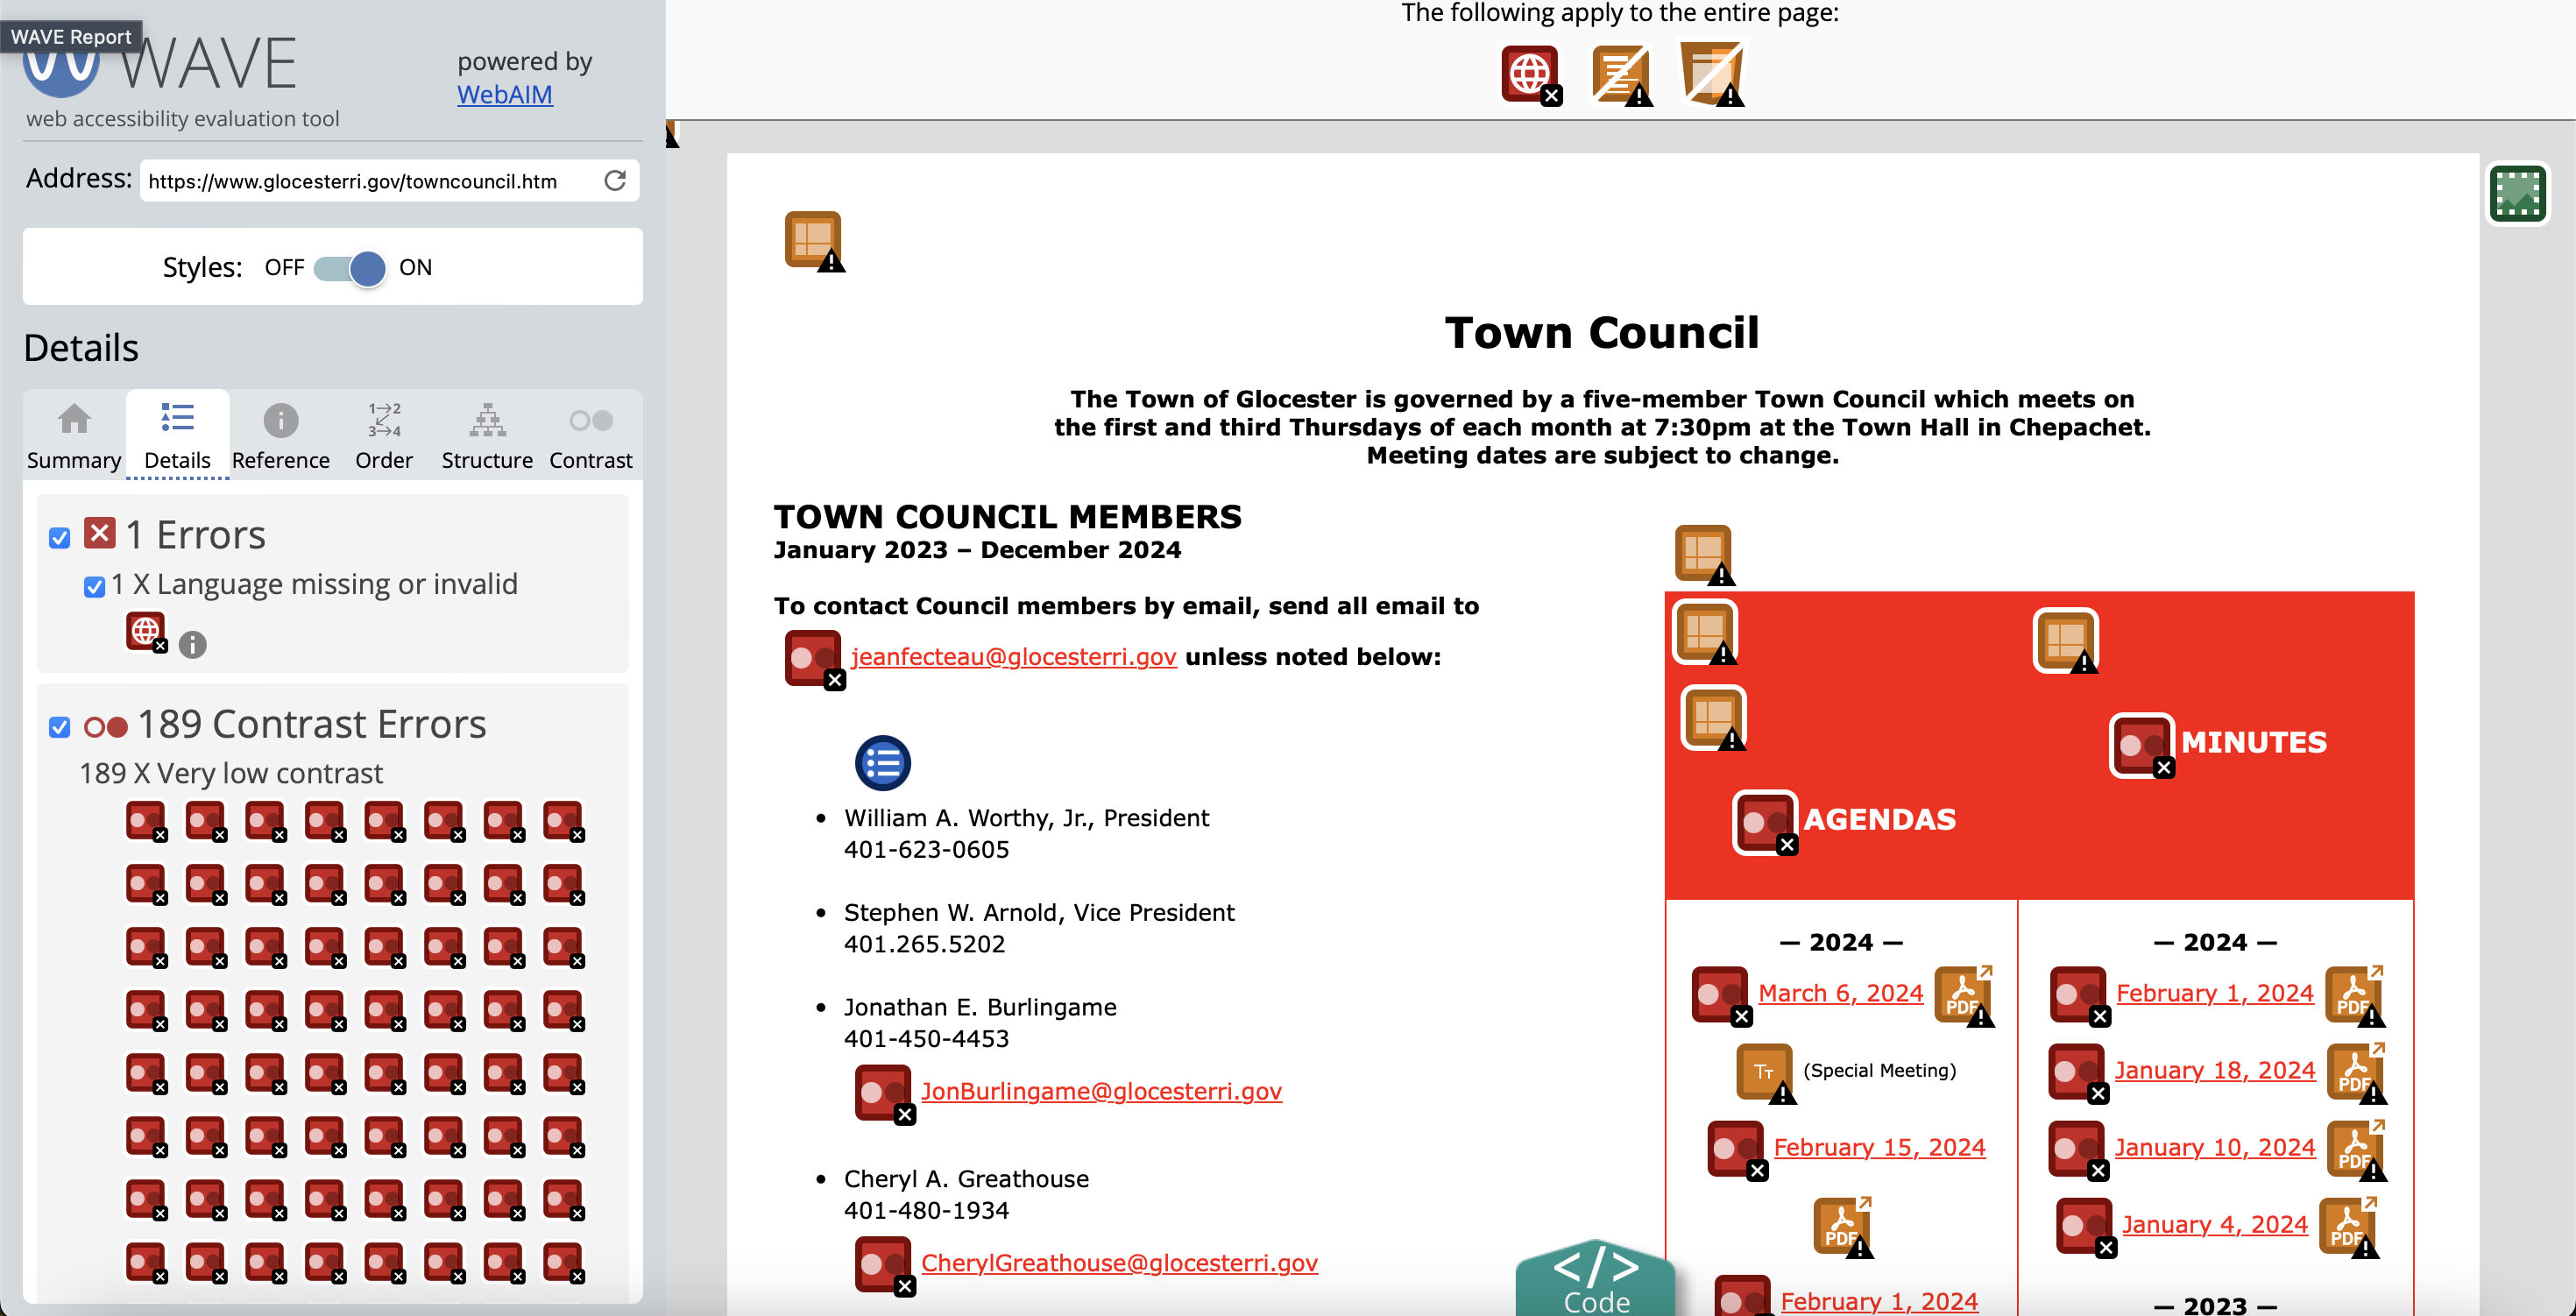 WAVE Report
WAVE
powered by
WebAIM
web accessibility evaluation tool
Address: https://www.glocesterri.gov/towncouncil.htm
Styles: OFF ON
Details
Summary Details Reference Order Structure Contrast
1 Errors
1 X Language missing or invalid
189 Contrast Errors
189 X Very low contrast
The following apply to the entire page:
Town Council
The Town of Glocester is governed by a five-member Town Council which meets on
the first and third Thursdays of each month at 7:30pm at the Town Hall in Chepachet.
Meeting dates are subject to change.
TOWN COUNCIL MEMBERS
January 2023 – December 2024
To contact Council members by email, send all email to
jeanfecteau@glocesterri.gov unless noted below:
• William A. Worthy, Jr., President
401-623-0605
• Stephen W. Arnold, Vice President
401.265.5202
• Jonathan E. Burlingame
401-450-4453
JonBurlingame@glocesterri.gov
• Cheryl A. Greathouse
401-480-1934
CherylGreathouse@glocesterri.gov
AGENDAS
— 2024 —
March 6, 2024 PDF
Tт (Special Meeting)
February 15, 2024
PDF
February 1, 2024
MINUTES
— 2024 —
February 1, 2024 PDF
January 18, 2024 PDF
January 10, 2024 PDF
January 4, 2024 PDF
— 2023 —
</> 
Code